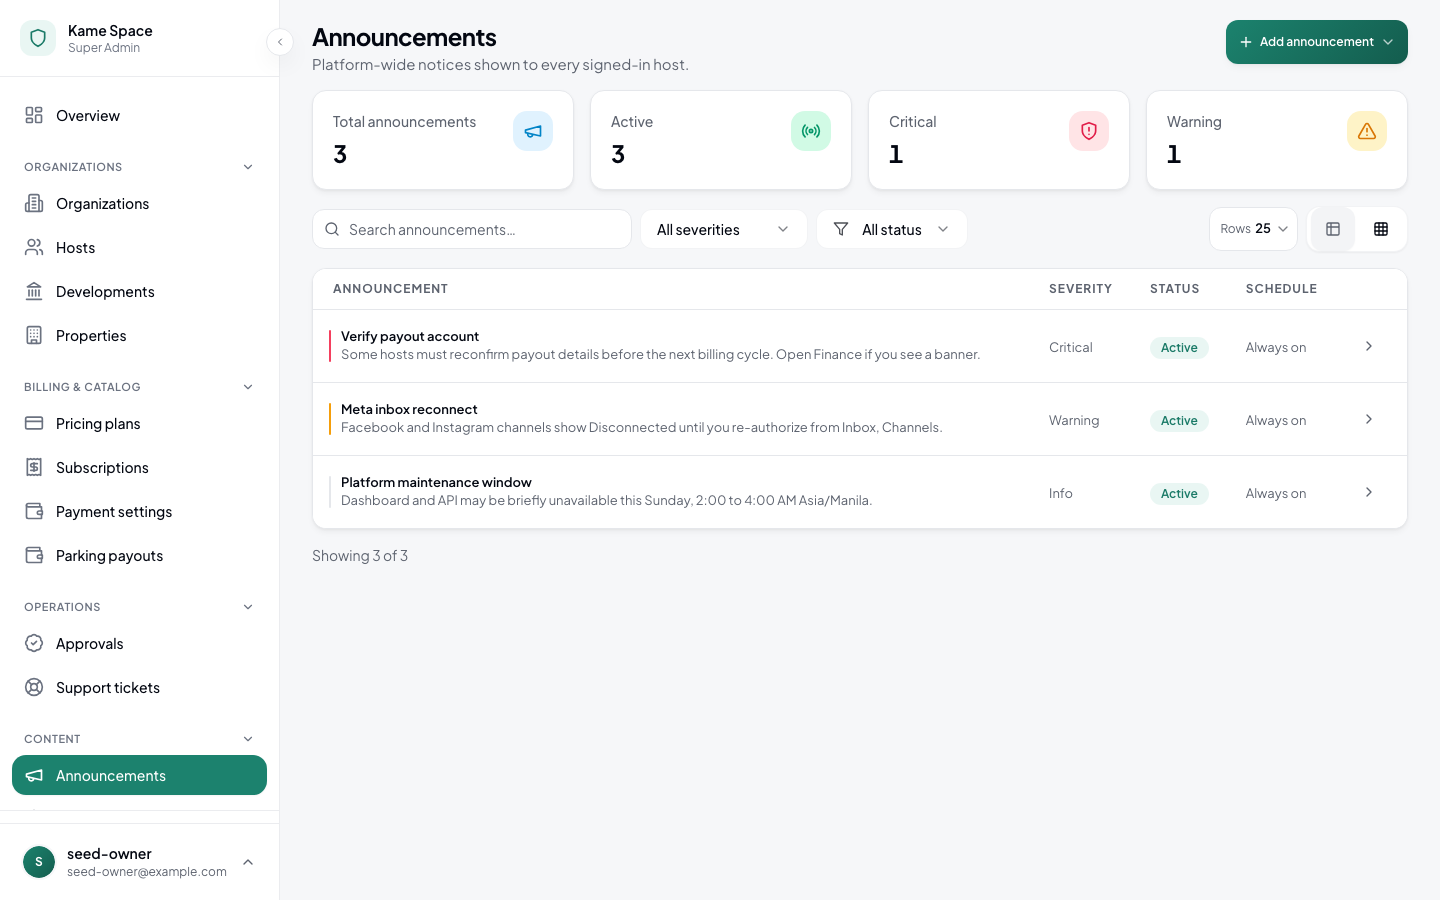 Kame Space
Super Admin
Overview
ORGANIZATIONS
Organizations
Hosts
Developments
Properties
BILLING & CATALOG
Pricing plans
Subscriptions
Payment settings
Parking payouts
OPERATIONS
Approvals
Support tickets
CONTENT
Announcements
S
seed-owner
seed-owner@example.com
Announcements
Platform-wide notices shown to every signed-in host.
Add announcement
Total announcements
3
Active
3
Critical
1
Warning
1
Search announcements...
All severities
All status
Rows 25
ANNOUNCEMENT SEVERITY STATUS SCHEDULE
Verify payout account
Some hosts must reconfirm payout details before the next billing cycle. Open Finance if you see a banner.
Critical Active Always on
Meta inbox reconnect
Facebook and Instagram channels show Disconnected until you re-authorize from Inbox, Channels.
Warning Active Always on
Platform maintenance window
Dashboard and API may be briefly unavailable this Sunday, 2:00 to 4:00 AM Asia/Manila.
Info Active Always on
Showing 3 of 3